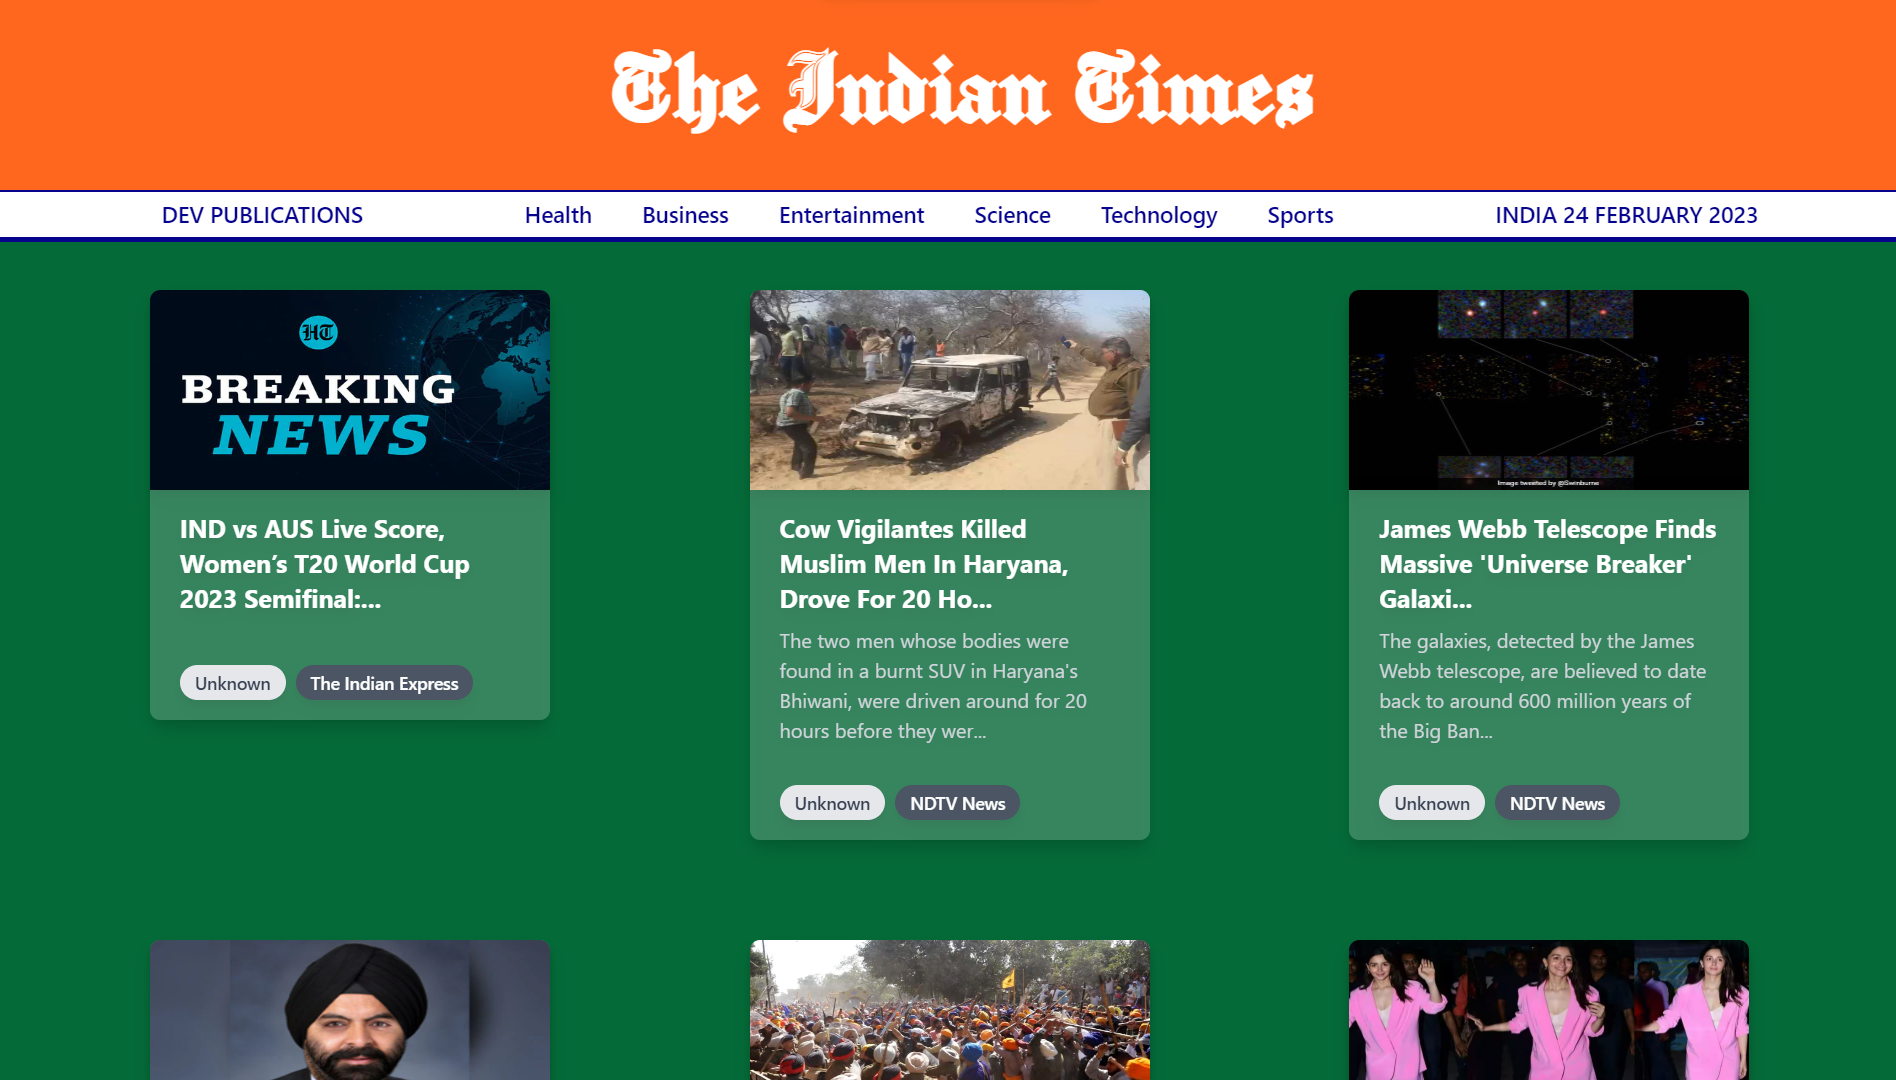 The Indian Times
DEV PUBLICATIONS
Health
Business
Entertainment
Science
Technology
Sports
INDIA 24 FEBRUARY 2023
HT
BREAKING
NEWS
IND vs AUS Live Score,
Women’s T20 World Cup
2023 Semifinal:...
Unknown
The Indian Express
Cow Vigilantes Killed
Muslim Men In Haryana,
Drove For 20 Ho...
The two men whose bodies were
found in a burnt SUV in Haryana's
Bhiwani, were driven around for 20
hours before they wer...
Unknown
NDTV News
Image tweeted by @Swinburne
James Webb Telescope Finds
Massive 'Universe Breaker'
Galaxi...
The galaxies, detected by the James
Webb telescope, are believed to date
back to around 600 million years of
the Big Ban...
Unknown
NDTV News